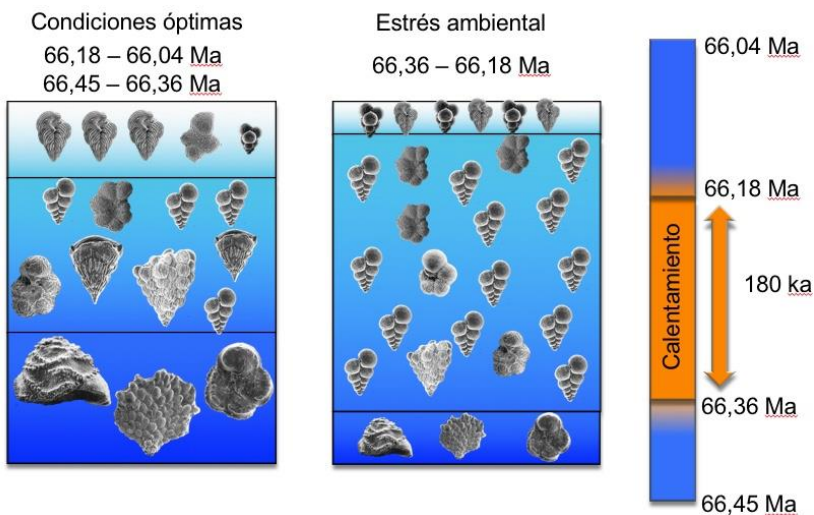 Condiciones óptimas
66,18 – 66,04 Ma
66,45 – 66,36 Ma
Estrés ambiental
66,36 – 66,18 Ma
66,04 Ma
66,18 Ma
Calentamiento
180 ka
66,36 Ma
66,45 Ma